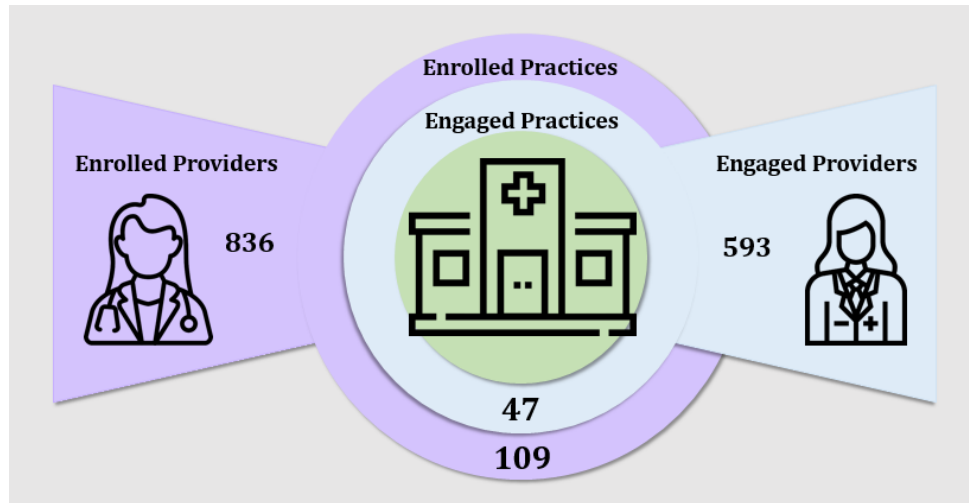 Enrolled Practices
Engaged Practices
Enrolled Providers
836
Engaged Providers
593
47
109